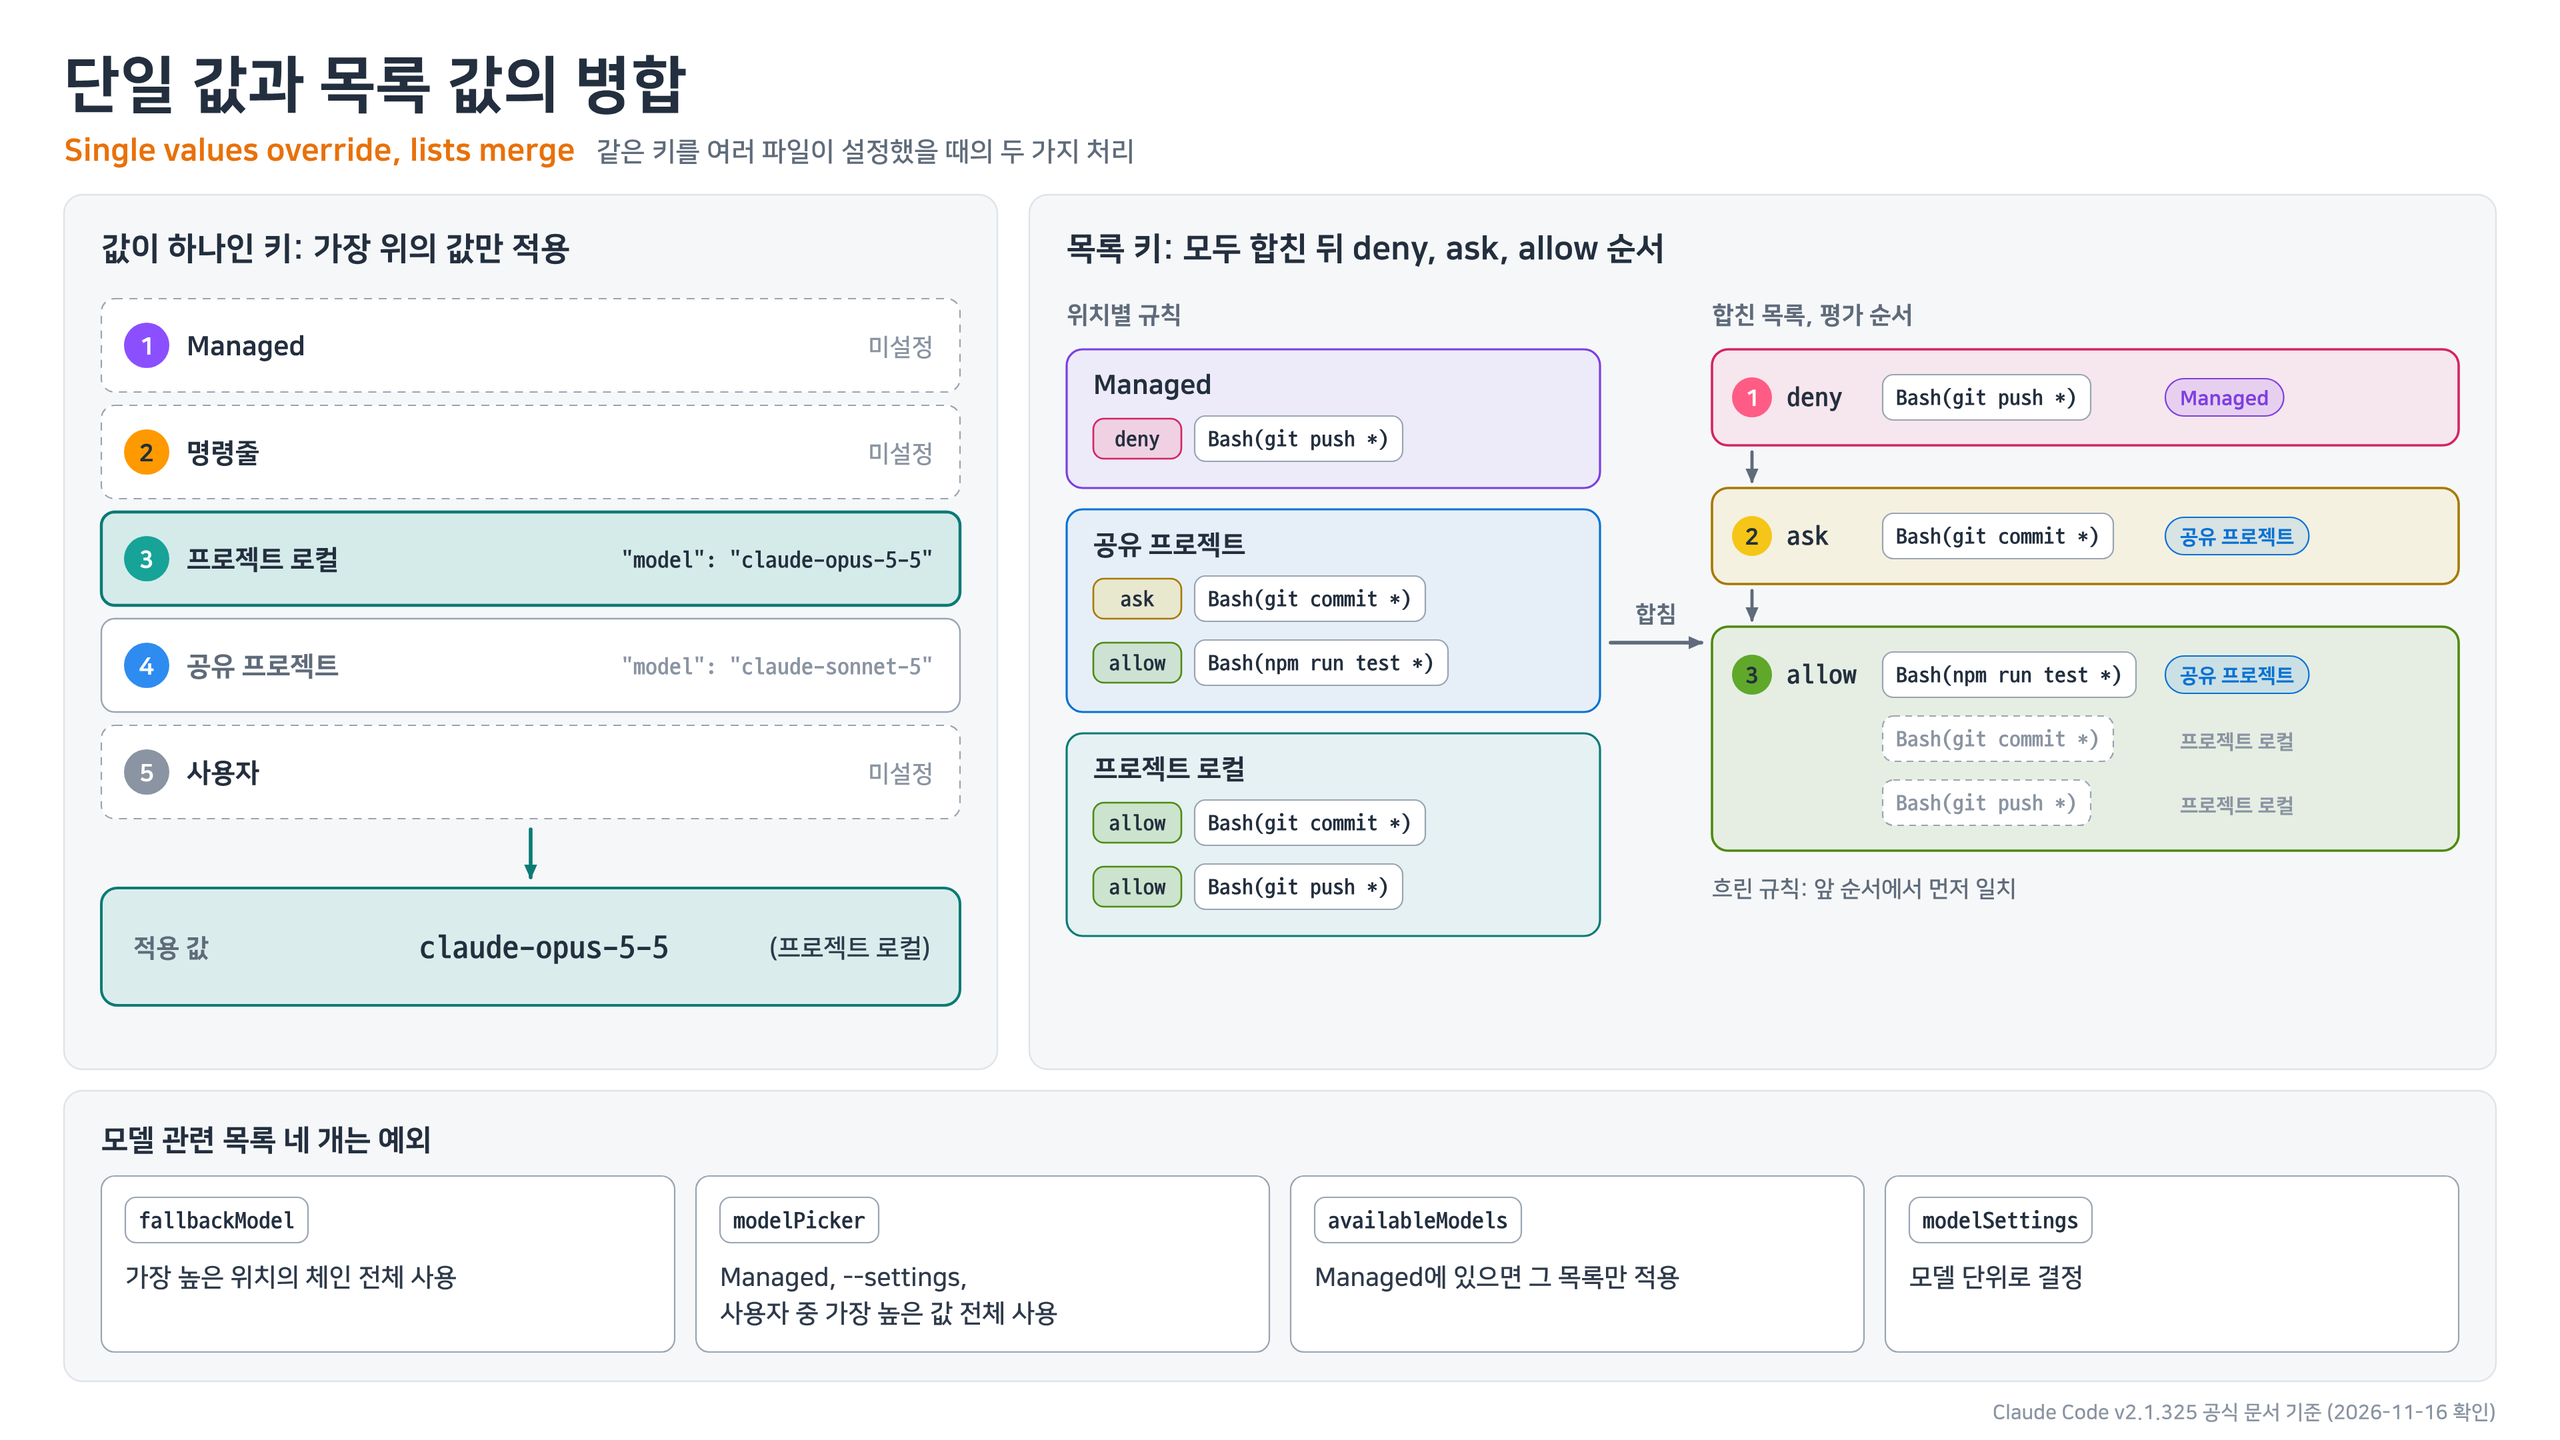 단일 값과 목록 값의 병합
Single values override, lists merge 같은 키를 여러 파일이 설정했을 때의 두 가지 처리
값이 하나인 키: 가장 위의 값만 적용
1 Managed 미설정
2 명령줄 미설정
3 프로젝트 로컬 "model": "claude-opus-5-5"
4 공유 프로젝트 "model": "claude-sonnet-5"
5 사용자 미설정
적용 값 claude-opus-5-5 (프로젝트 로컬)
목록 키: 모두 합친 뒤 deny, ask, allow 순서
위치별 규칙
Managed
deny Bash(git push *)
공유 프로젝트
ask Bash(git commit *)
allow Bash(npm run test *)
프로젝트 로컬
allow Bash(git commit *)
allow Bash(git push *)
합침
합친 목록, 평가 순서
1 deny Bash(git push *) Managed
2 ask Bash(git commit *) 공유 프로젝트
3 allow Bash(npm run test *) 공유 프로젝트
Bash(git commit *) 프로젝트 로컬
Bash(git push *) 프로젝트 로컬
흐린 규칙: 앞 순서에서 먼저 일치
모델 관련 목록 네 개는 예외
fallbackModel
가장 높은 위치의 체인 전체 사용
modelPicker
Managed, --settings,
사용자 중 가장 높은 값 전체 사용
availableModels
Managed에 있으면 그 목록만 적용
modelSettings
모델 단위로 결정
Claude Code v2.1.325 공식 문서 기준 (2026-11-16 확인)